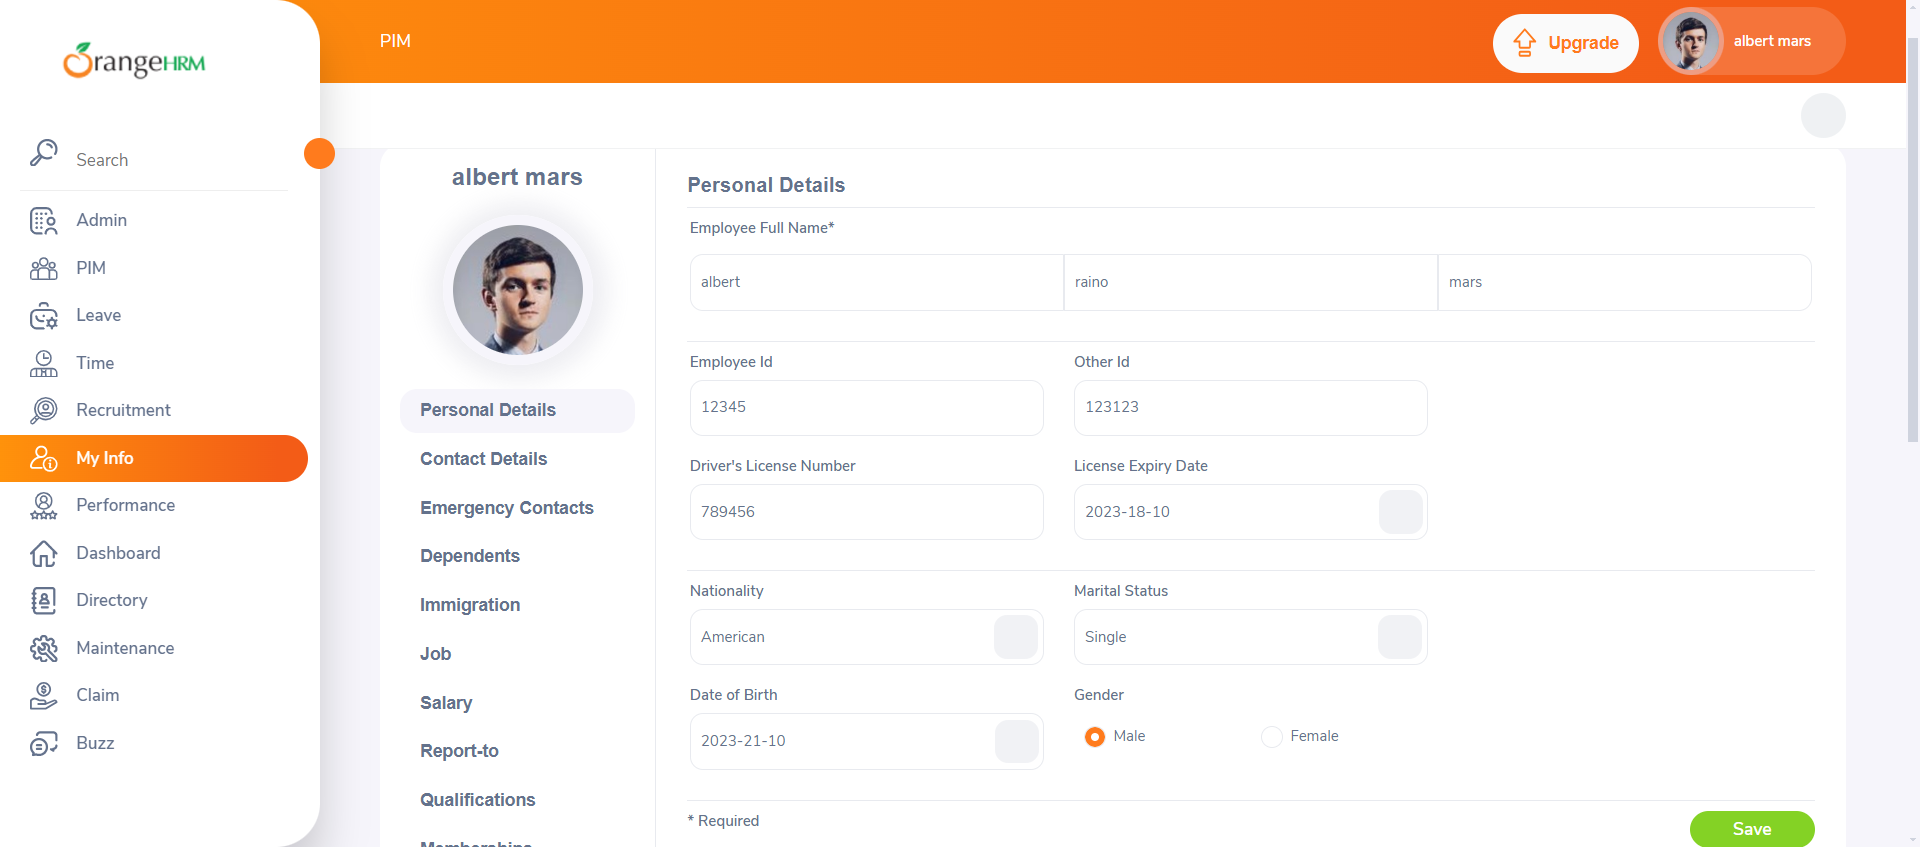 OrangeHRM
Search
Admin
PIM
Leave
Time
Recruitment
My Info
Performance
Dashboard
Directory
Maintenance
Claim
Buzz
PIM
Upgrade
albert mars
albert mars
Personal Details
Contact Details
Emergency Contacts
Dependents
Immigration
Job
Salary
Report-to
Qualifications
Memberships
Personal Details
Employee Full Name*
albert raino mars
Employee Id Other Id
12345 123123
Driver's License Number License Expiry Date
789456 2023-18-10
Nationality Marital Status
American Single
Date of Birth Gender
2023-21-10 Male Female
* Required
Save